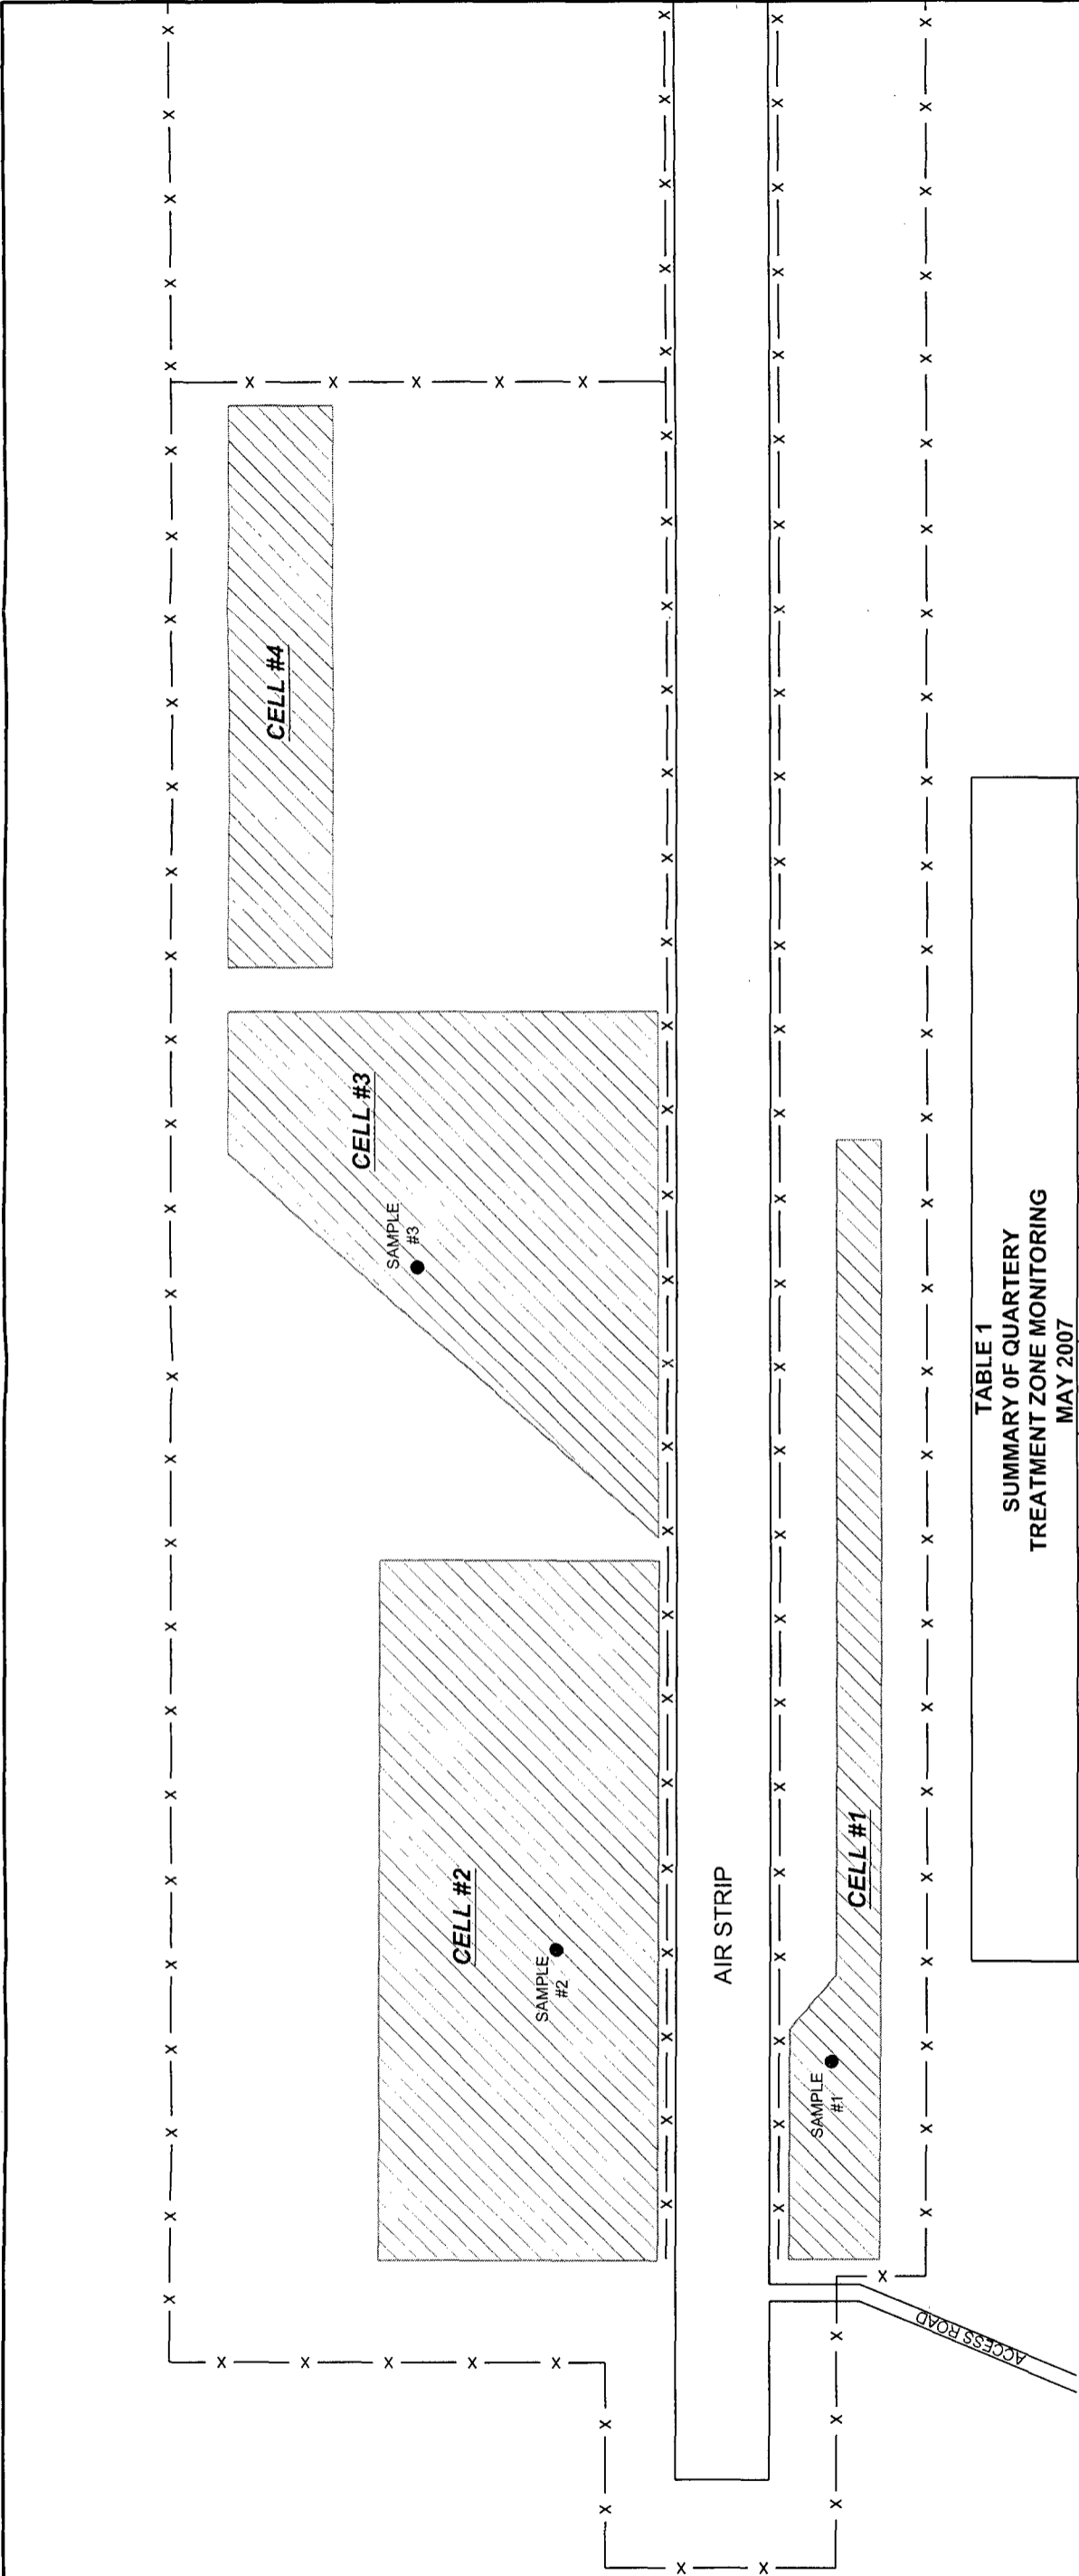 CELL #4
CELL #3
SAMPLE
#3
CELL #2
SAMPLE
#2
AIR STRIP
CELL #1
SAMPLE
#1
ACCESS ROAD
TABLE 1
SUMMARY 0F QUARTERY
TREATMENT ZONE MONITORING
MAY 2007